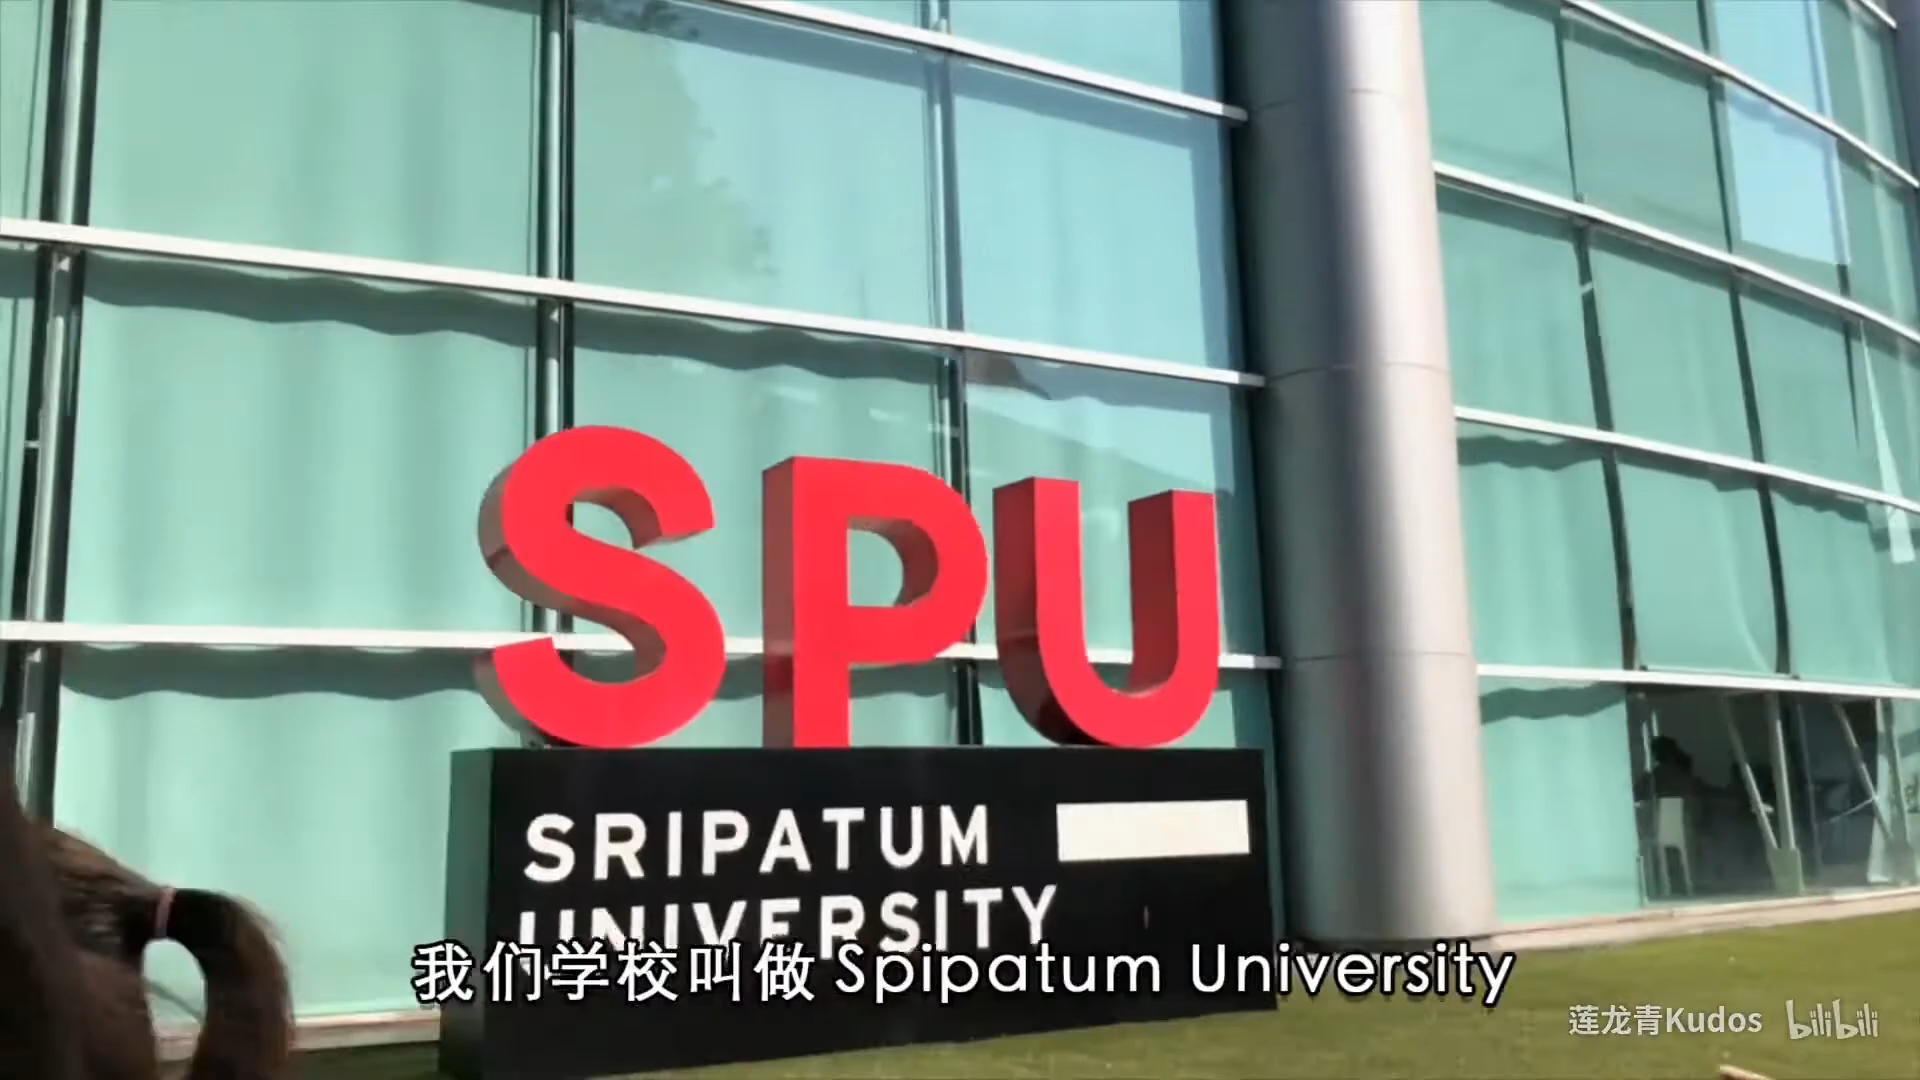 SPU
SRIPATUM
UNIVERSITY
我们学校叫做 Spipatum University
莲龙青Kudos bilibili